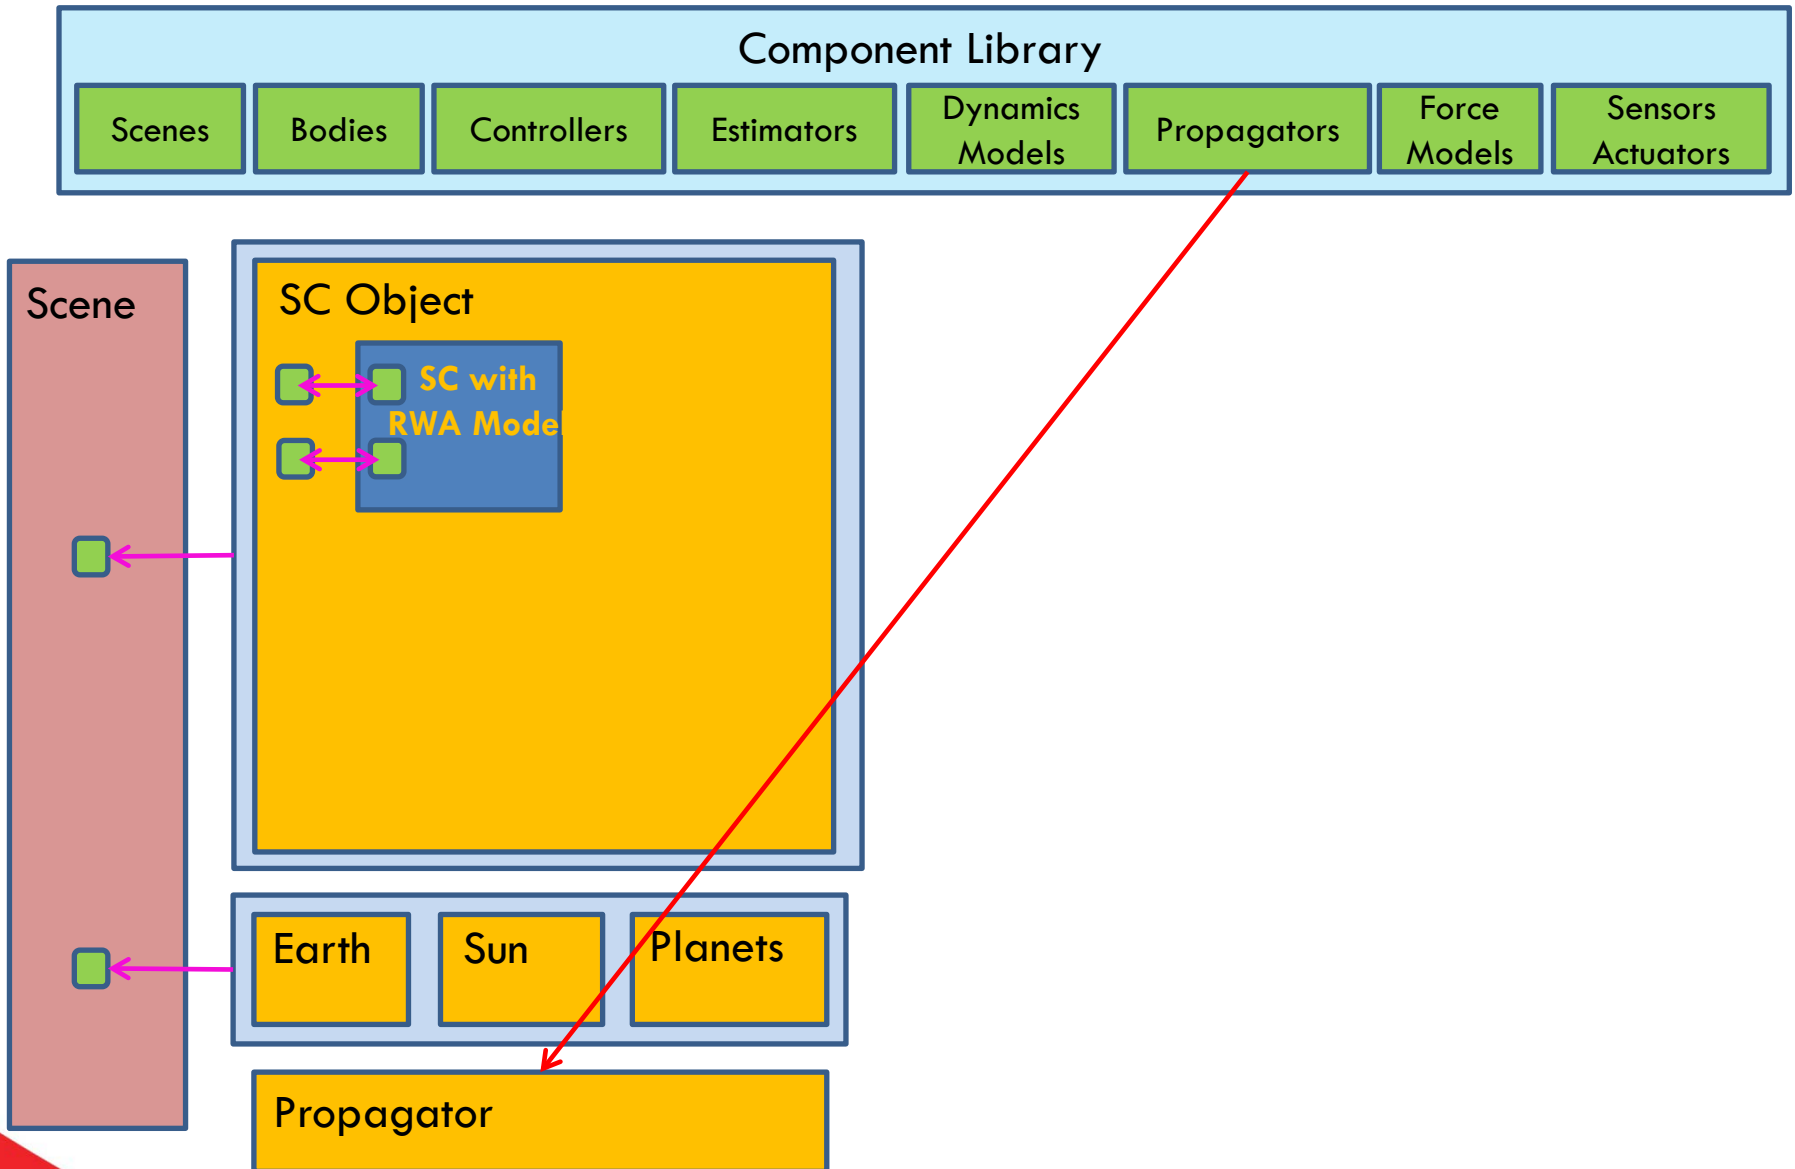 Component Library
Scenes
Bodies
Controllers
Estimators
Dynamics
Models
Propagators
Force
Models
Sensors
Actuators
Scene
SC Object
SC with
RWA Model
Earth
Sun
Planets
Propagator